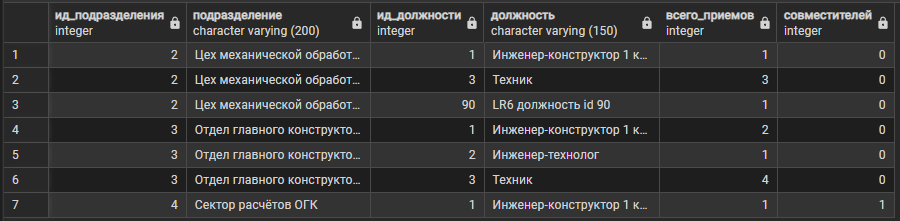 ид_подразделения подразделение ид_должности должность всего_приемов совместителей
integer character varying (200) integer character varying (150) integer integer
1 2 Цех механической обработ... 1 Инженер-конструктор 1 к... 1 0
2 2 Цех механической обработ... 3 Техник 3 0
3 2 Цех механической обработ... 90 LR6 должность id 90 1 0
4 3 Отдел главного конструкто... 1 Инженер-конструктор 1 к... 2 0
5 3 Отдел главного конструкто... 2 Инженер-технолог 1 0
6 3 Отдел главного конструкто... 3 Техник 4 0
7 4 Сектор расчётов ОГК 1 Инженер-конструктор 1 к... 1 1